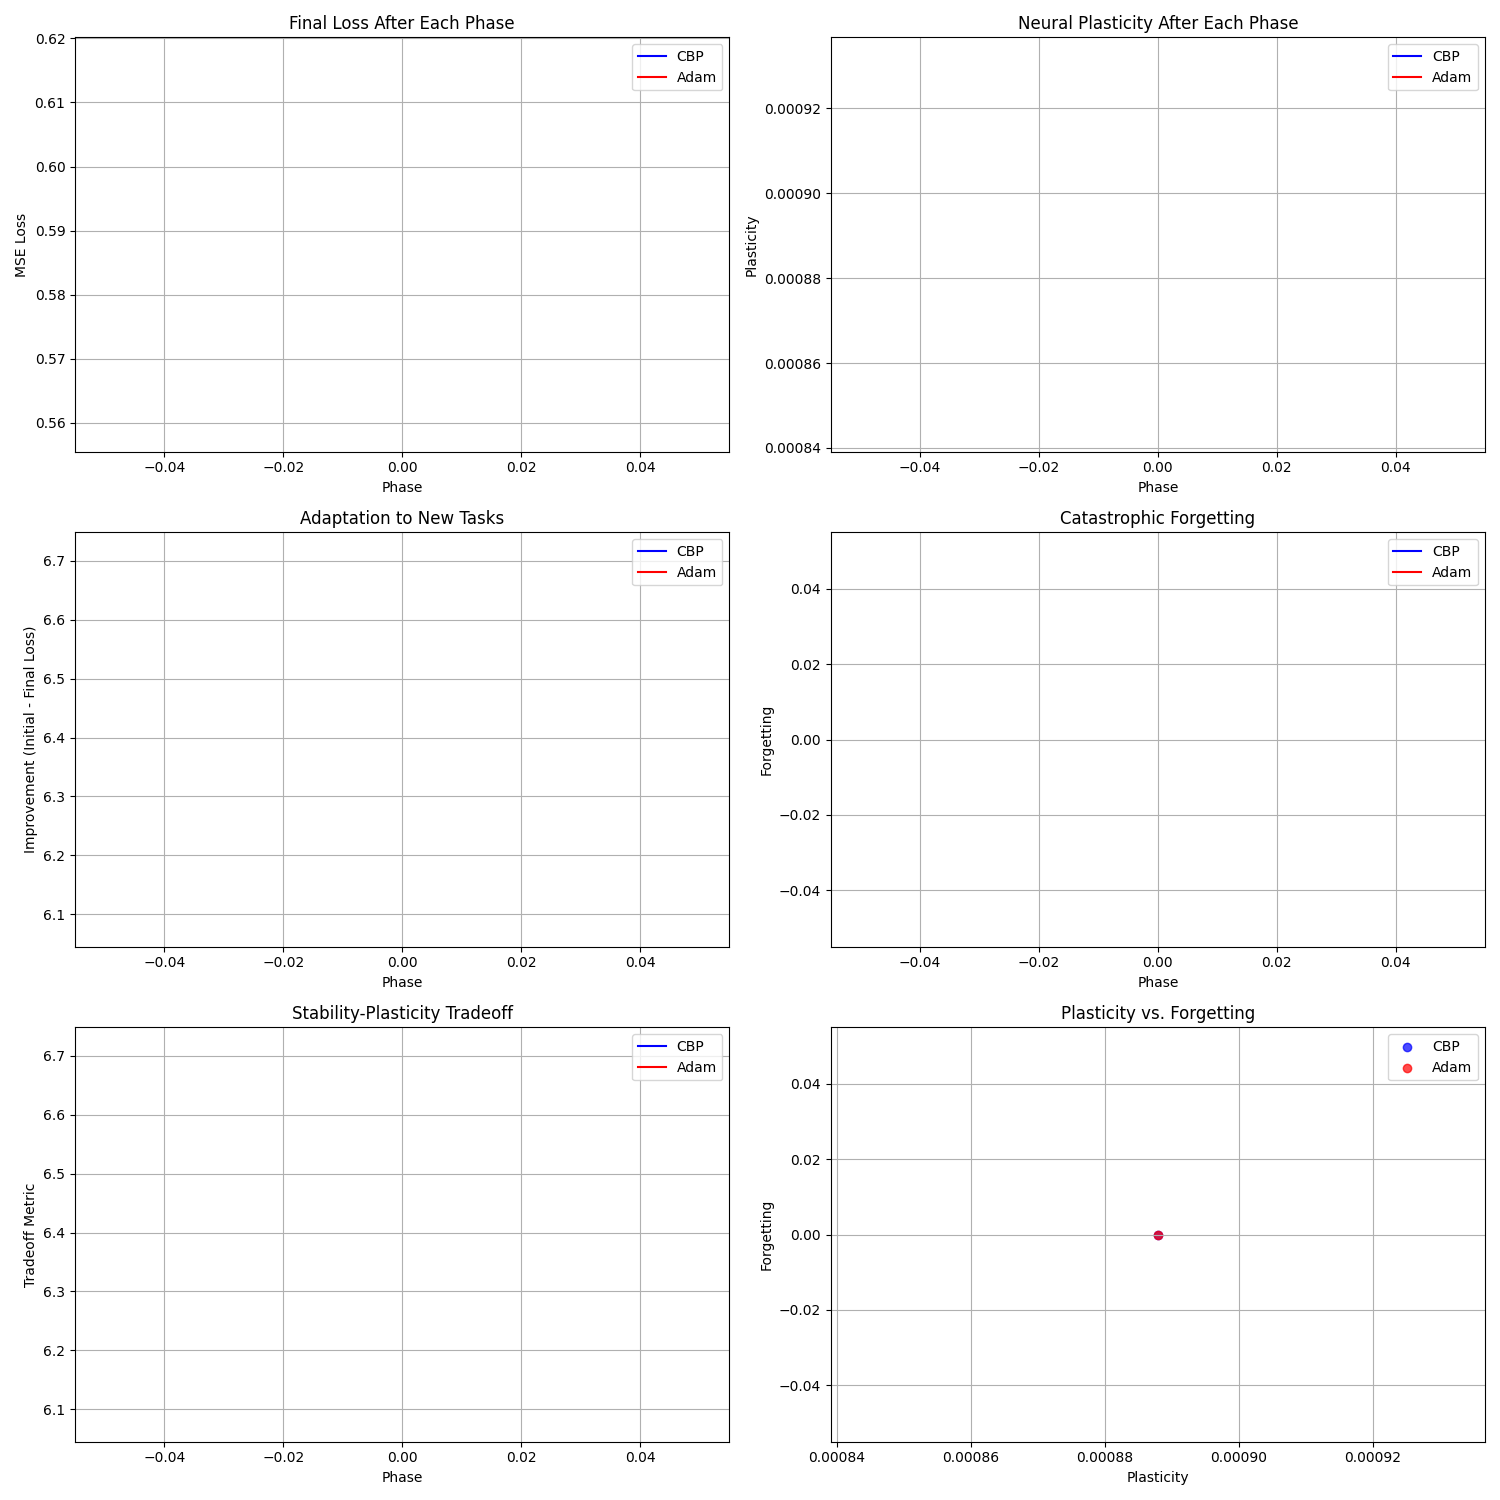 Final Loss After Each Phase
MSE Loss
0.62
0.61
0.60
0.59
0.58
0.57
0.56
CBP
Adam
−0.04 −0.02 0.00 0.02 0.04
Phase
Neural Plasticity After Each Phase
Plasticity
0.00092
0.00090
0.00088
0.00086
0.00084
CBP
Adam
−0.04 −0.02 0.00 0.02 0.04
Phase
Adaptation to New Tasks
Improvement (Initial - Final Loss)
6.7
6.6
6.5
6.4
6.3
6.2
6.1
CBP
Adam
−0.04 −0.02 0.00 0.02 0.04
Phase
Catastrophic Forgetting
Forgetting
0.04
0.02
0.00
−0.02
−0.04
CBP
Adam
−0.04 −0.02 0.00 0.02 0.04
Phase
Stability-Plasticity Tradeoff
Tradeoff Metric
6.7
6.6
6.5
6.4
6.3
6.2
6.1
CBP
Adam
−0.04 −0.02 0.00 0.02 0.04
Phase
Plasticity vs. Forgetting
Forgetting
0.04
0.02
0.00
−0.02
−0.04
CBP
Adam
0.00084 0.00086 0.00088 0.00090 0.00092
Plasticity